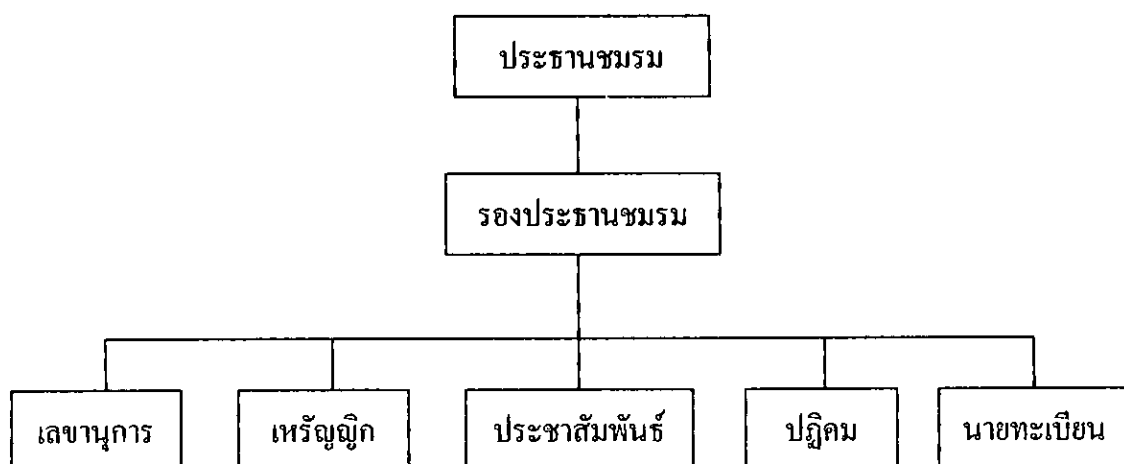 ประธานชมรม
รองประธานชมรม
เลขานุการ
เหรัญญิก
ประชาสัมพันธ์
ปฏิคม
นายทะเบียน